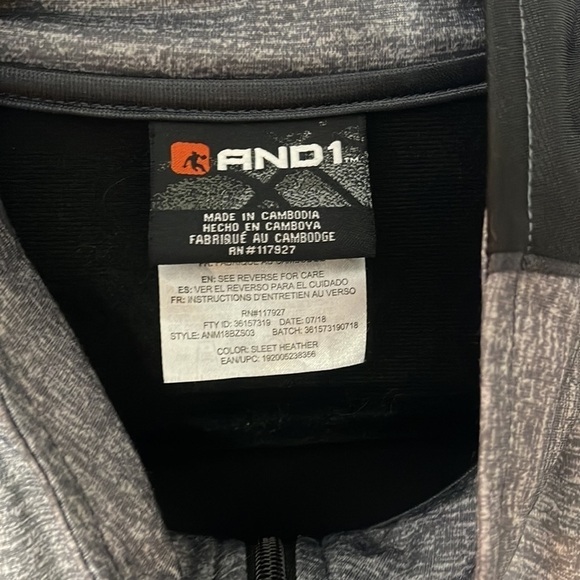 AND1™
MADE IN CAMBODIA
HECHO EN CAMBOYA
FABRIQUÉ AU CAMBODGE
RN#117927
EN: SEE REVERSE FOR CARE
ES: VER EL REVERSO PARA EL CUIDADO
FR: INSTRUCTIONS D'ENTRETIEN AU VERSO
RN#117927
FTY ID: 36157319 DATE: 07/18
STYLE: ANM18BZS03 BATCH: 361573190718
COLOR: SLEET HEATHER
EAN/UPC: 192005238356